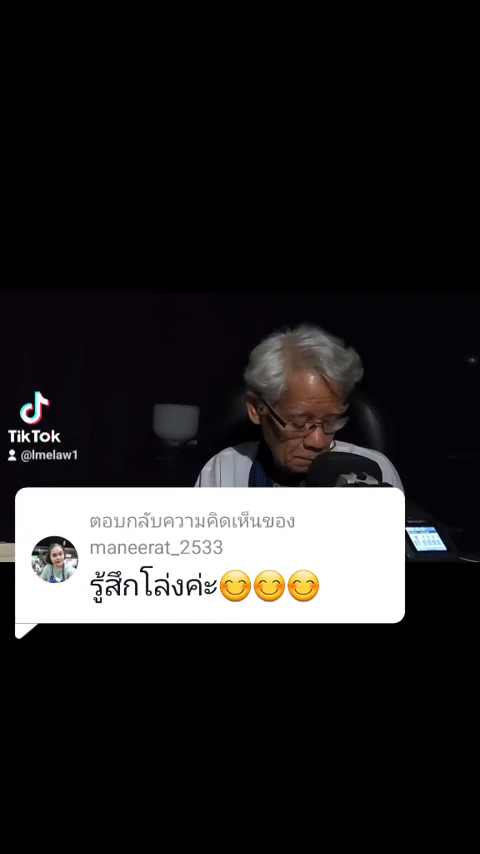 TikTok
@lmelaw1
ตอบกลับความคิดเห็นของ
maneerat_2533
รู้สึกโล่งค่ะ😊😊😊